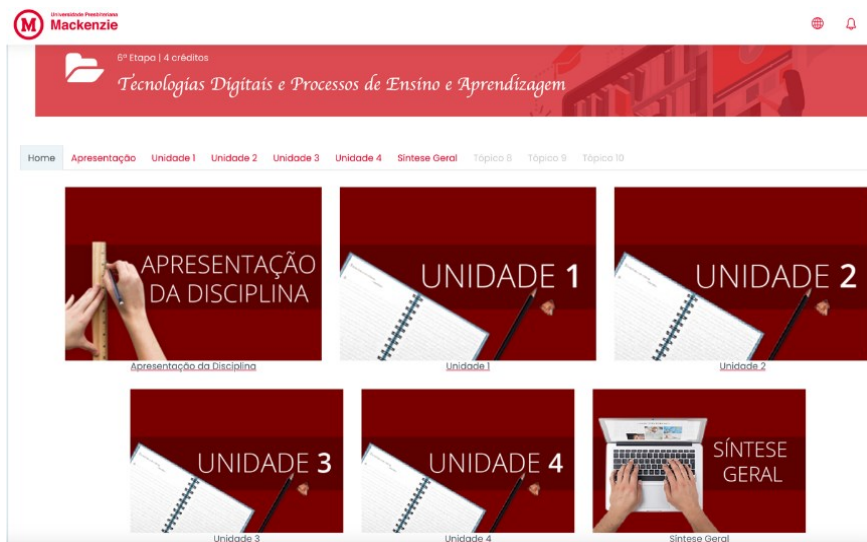 Universidade Presbiteriana
Mackenzie
6ª Etapa | 4 créditos
Tecnologias Digitais e Processos de Ensino e Aprendizagem
Home Apresentação Unidade 1 Unidade 2 Unidade 3 Unidade 4 Síntese Geral Tópico 8 Tópico 9 Tópico 10
APRESENTAÇÃO
DA DISCIPLINA
UNIDADE 1
UNIDADE 2
Apresentação da Disciplina
Unidade 1
Unidade 2
UNIDADE 3
UNIDADE 4
SÍNTESE
GERAL
Unidade 3
Unidade 4
Síntese Geral